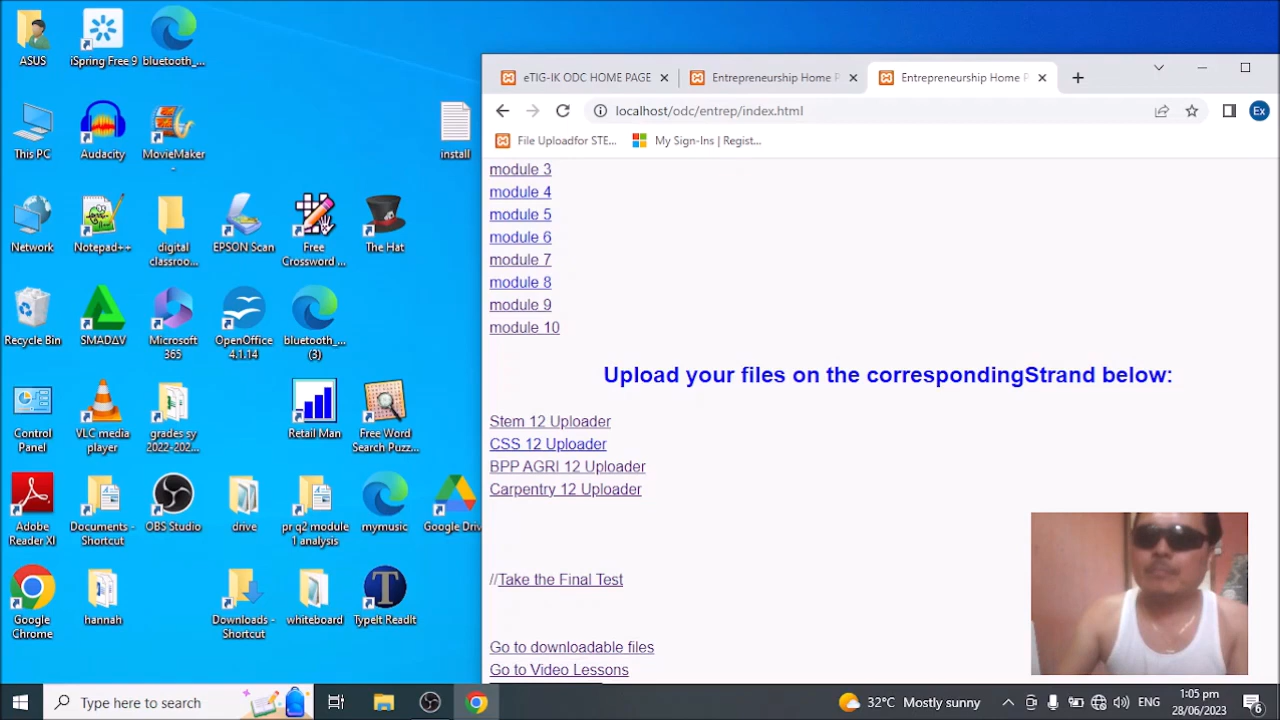 ASUS
iSpring Free 9
bluetooth_...
This PC
Audacity
MovieMaker
-
install
Network
Notepad++
digital
classroo...
EPSON Scan
Free
Crossword ...
The Hat
Recycle Bin
SMADΔV
Microsoft
365
OpenOffice
4.1.14
bluetooth_...
(3)
Control
Panel
VLC media
player
grades sy
2022-202...
Retail Man
Free Word
Search Puzz...
Adobe
Reader XI
Documents -
Shortcut
OBS Studio
drive
pr q2 module
1 analysis
mymusic
Google Driv
Google
Chrome
hannah
Downloads -
Shortcut
whiteboard
TypeIt ReadIt
eTIG-IK ODC HOME PAGE
Entrepreneurship Home P
Entrepreneurship Home P
localhost/odc/entrep/index.html
Ex
File Uploadfor STE...
My Sign-Ins | Regist...
module 3
module 4
module 5
module 6
module 7
module 8
module 9
module 10
Upload your files on the correspondingStrand below:
Stem 12 Uploader
CSS 12 Uploader
BPP AGRI 12 Uploader
Carpentry 12 Uploader
//Take the Final Test
Go to downloadable files
Go to Video Lessons
Type here to search
32°C Mostly sunny
ENG
1:05 pm
28/06/2023
6